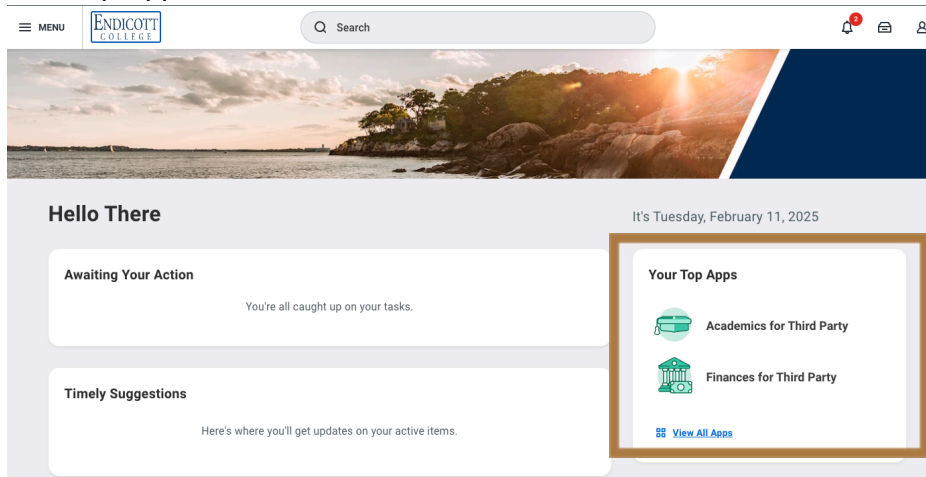 MENU
ENDICOTT
COLLEGE
Search
2
Hello There
It's Tuesday, February 11, 2025
Awaiting Your Action
You're all caught up on your tasks.
Timely Suggestions
Here's where you'll get updates on your active items.
Your Top Apps
Academics for Third Party
Finances for Third Party
View All Apps